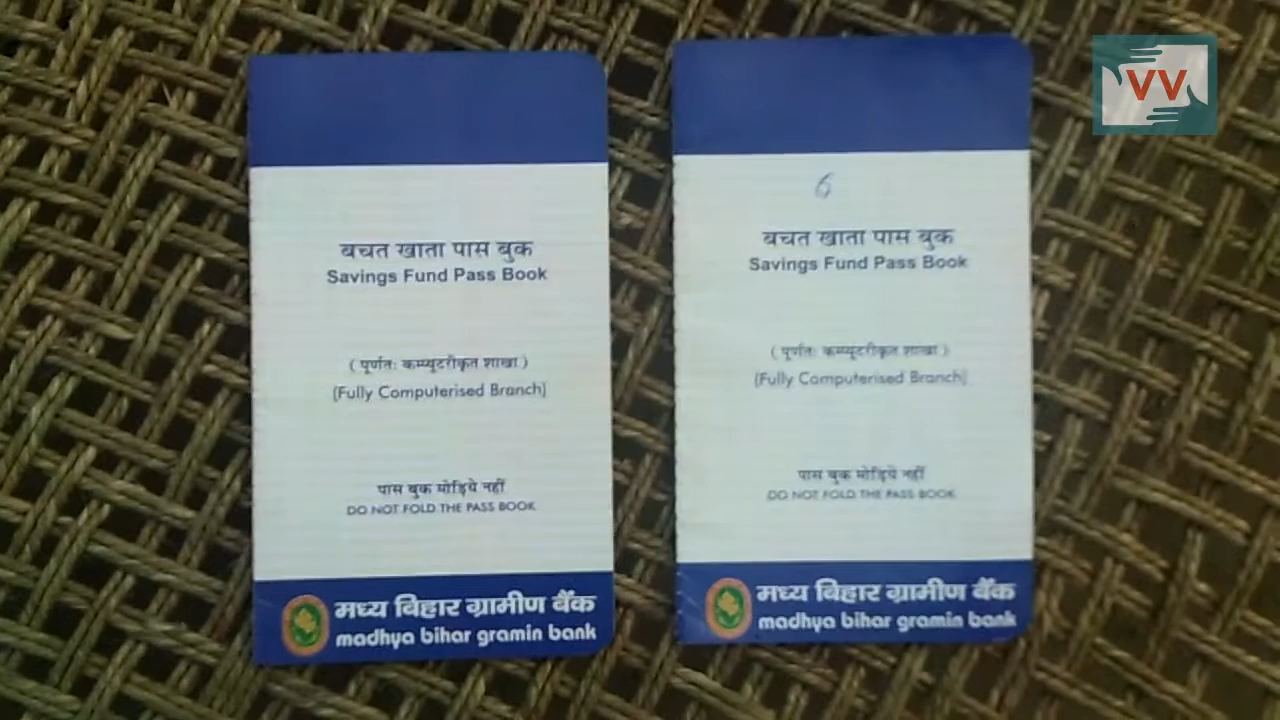 बचत खाता पास बुक
Savings Fund Pass Book
( पूर्णतः कम्प्यूटरीकृत शाखा )
(Fully Computerised Branch)
पास बुक मोड़िये नहीं
DO NOT FOLD THE PASS BOOK
मध्य बिहार ग्रामीण बैंक
madhya bihar gramin bank
6
बचत खाता पास बुक
Savings Fund Pass Book
( पूर्णतः कम्प्यूटरीकृत शाखा )
(Fully Computerised Branch)
पास बुक मोड़िये नहीं
DO NOT FOLD THE PASS BOOK
मध्य बिहार ग्रामीण बैंक
madhya bihar gramin bank
VV